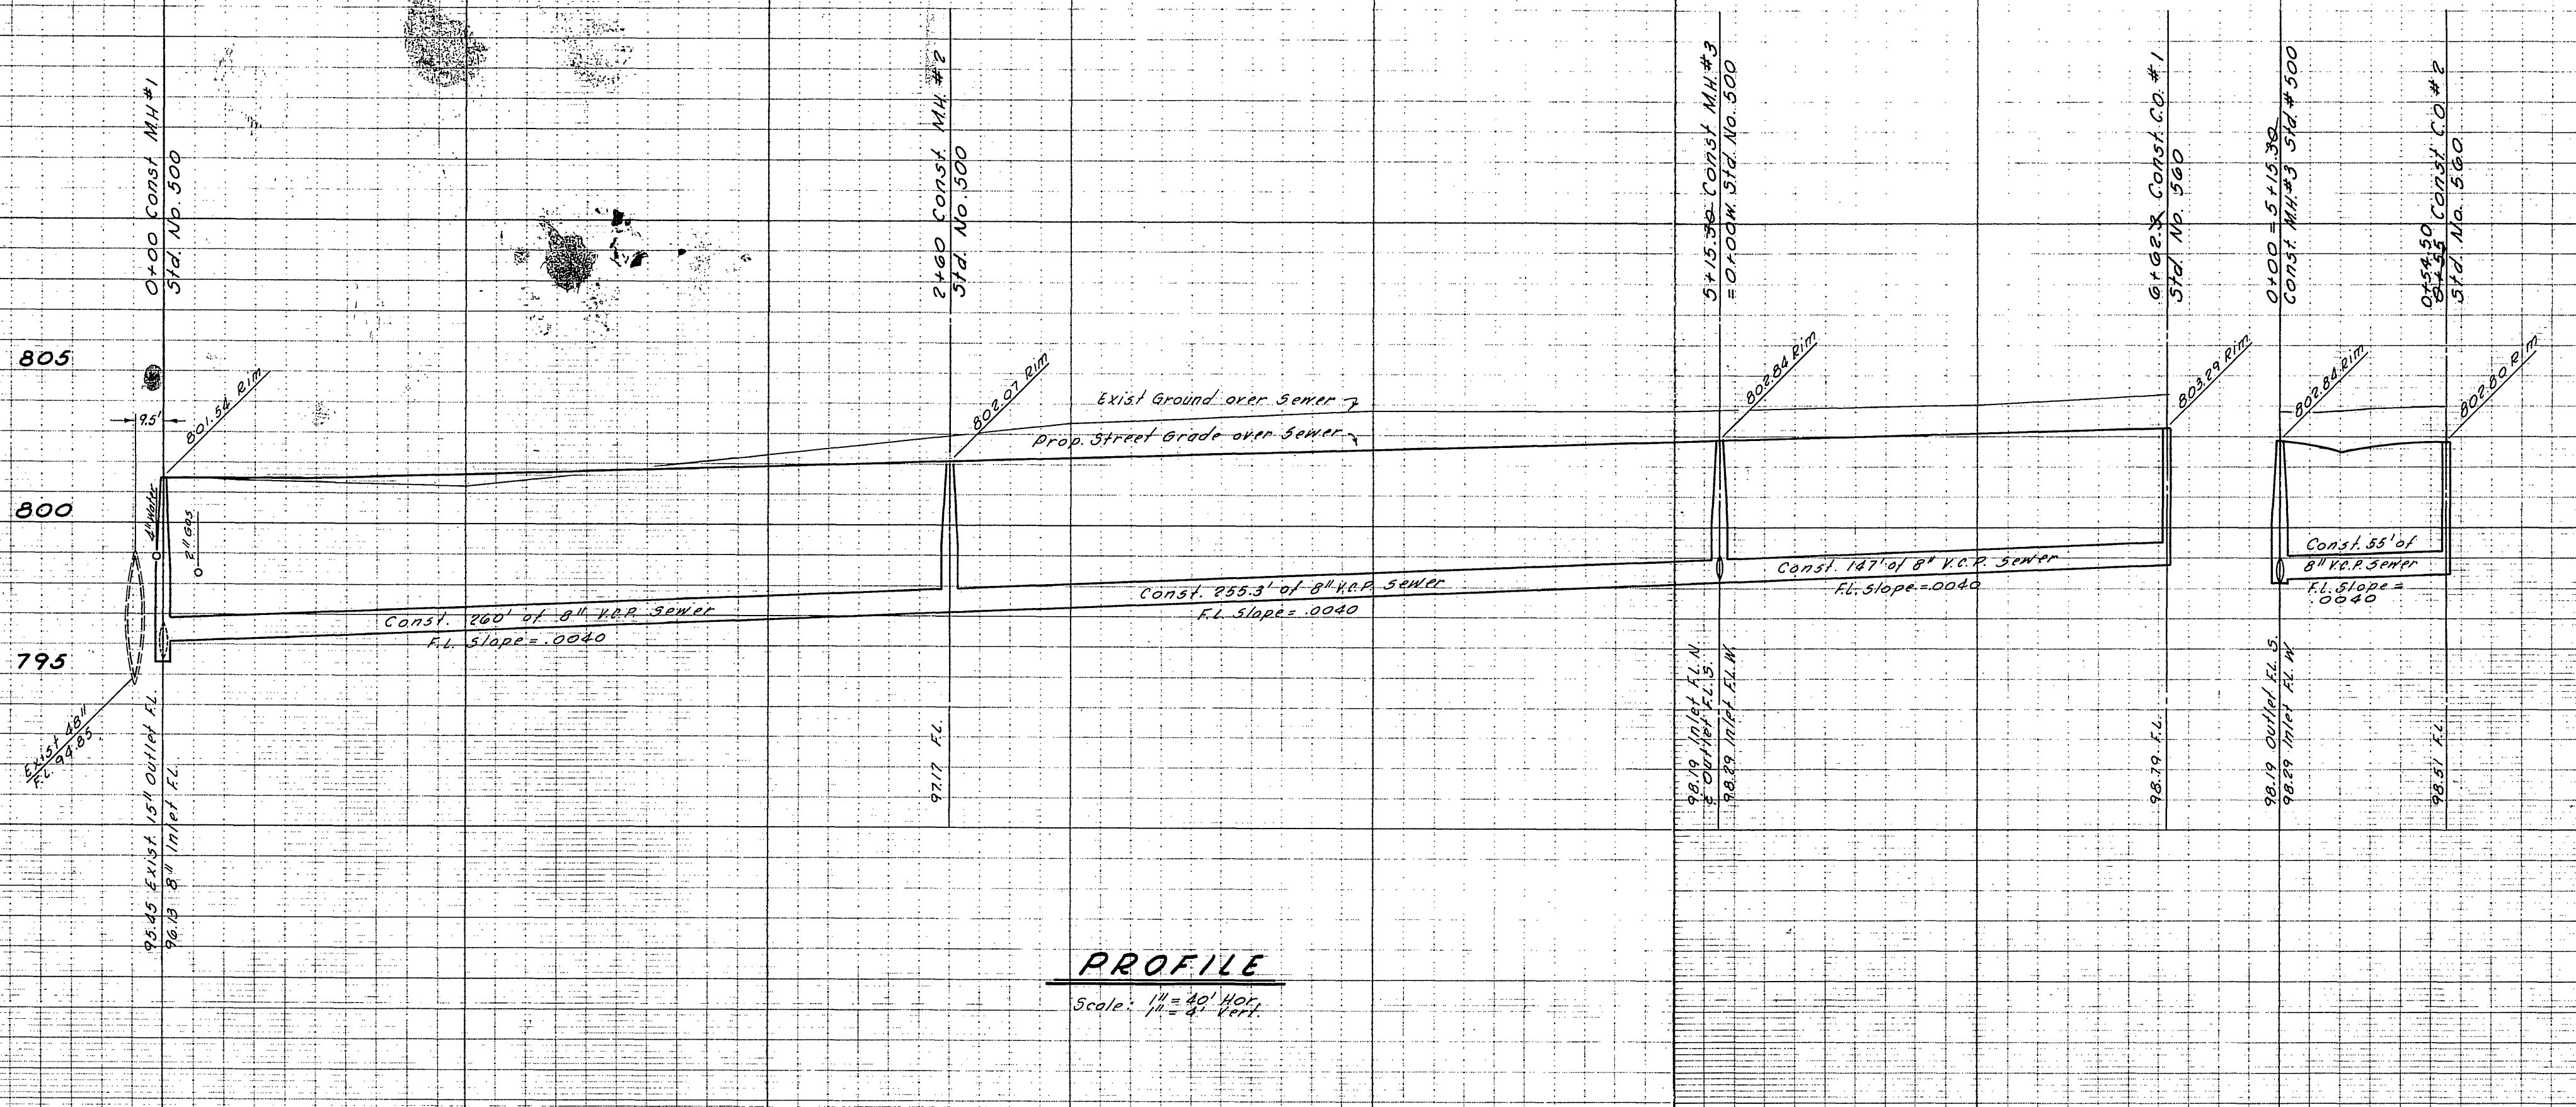 0+00 Const M.H #1
Std. No. 500
2+60 Const. M.H. #2
Std. No. 500
5+15.30 Const M.H. #3
=0+00W. Std. No. 500
6+62.3 Const. C.O. #1
Std. No. 560
0+00 = 5+15.30
Const M.H. #3 Std. #500
0+54.50
0+55 Const C.O #2
Std. No. 560
805
800
795
9.5'
801.54 Rim
802.07 Rim
802.84 Rim
803.29 Rim
802.84 Rim
802.80 Rim
Exist Ground over Sewer
Prop. Street Grade over Sewer
4" Water
2" Gas
Const. 260' of 8" V.C.P. Sewer
F.L. Slope = .0040
Const. 255.3' of 8" V.C.P. Sewer
F.L. Slope = .0040
Const. 147' of 8" V.C.P. Sewer
F.L. Slope = .0040
Const. 55' of
8" V.C.P. Sewer
F.L. Slope =
.0040
Exist 48"
F.L. 94.85
95.45 Exist 15" Outlet F.L.
96.13 8" Inlet F.L.
97.17 F.L.
98.19 Inlet F.L. N
& Outlet F.L. S.
98.29 Inlet F.L. W.
98.79 F.L.
98.19 Outlet F.L. S.
98.29 Inlet F.L. W
98.51 F.L
PROFILE
Scale: 1" = 40' Hor.
1" = 4' Vert.